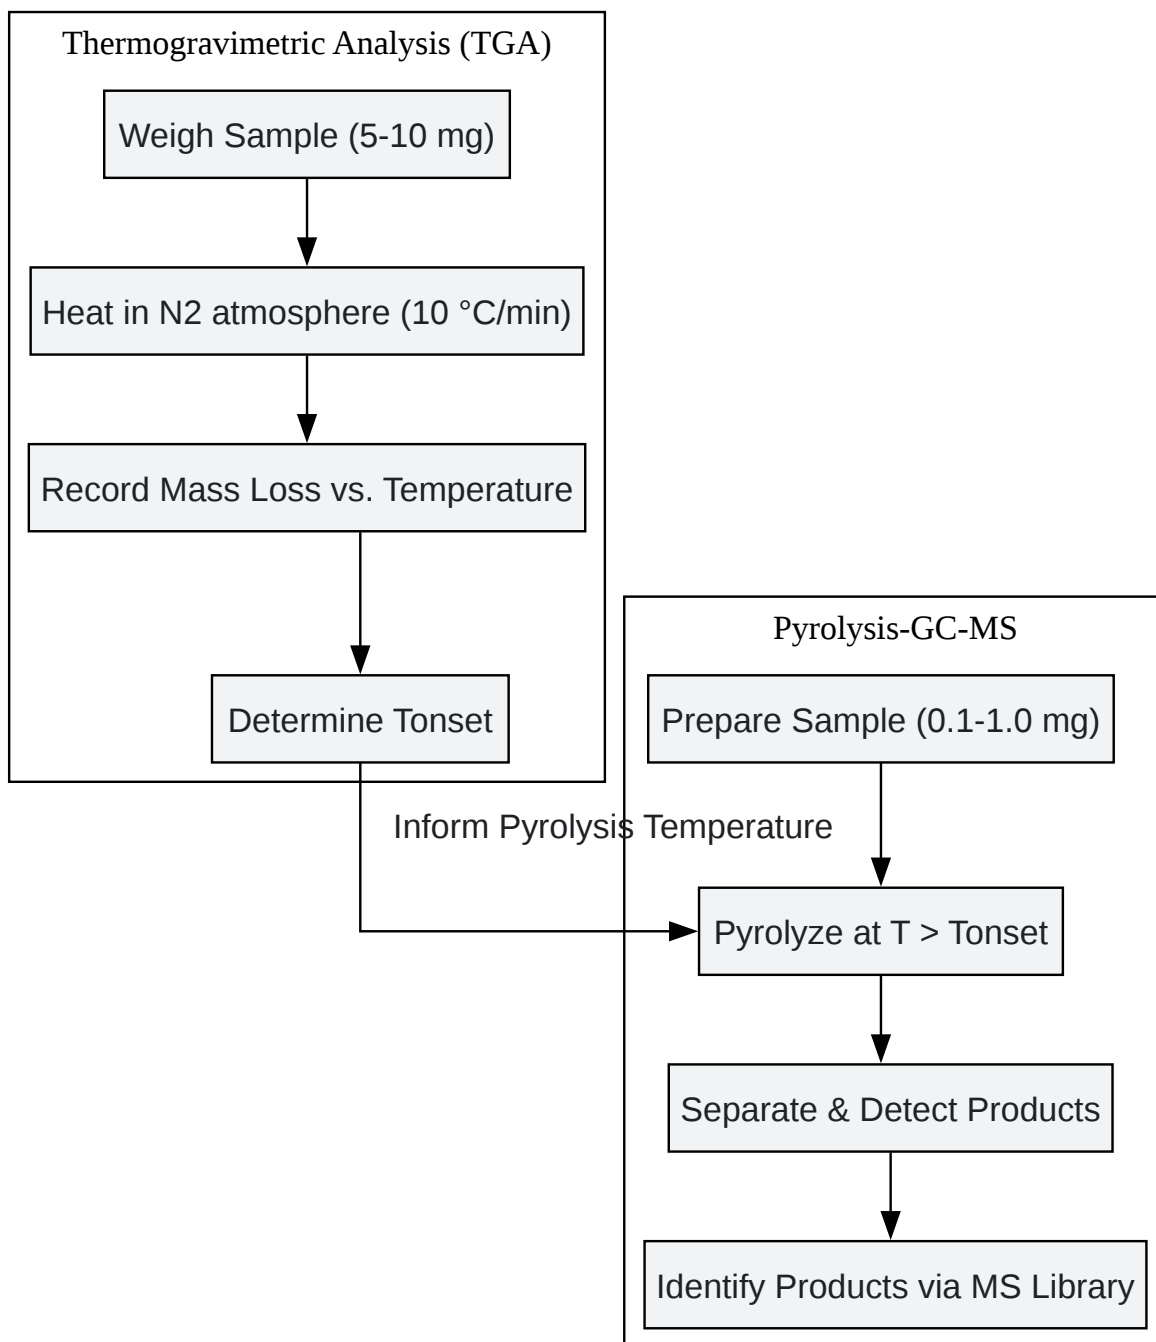 Thermogravimetric Analysis (TGA)
Weigh Sample (5-10 mg)
Heat in N2 atmosphere (10 °C/min)
Record Mass Loss vs. Temperature
Determine Tonset
Inform Pyrolysis Temperature
Pyrolysis-GC-MS
Prepare Sample (0.1-1.0 mg)
Pyrolyze at T > Tonset
Separate & Detect Products
Identify Products via MS Library